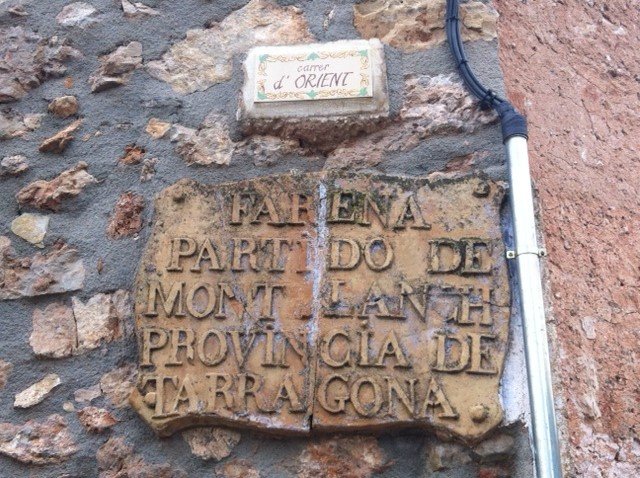 carrer
d'ORIENT
FARENA
PARTIDO DE
MONTBLANCH
PROVINCIA DE
TARRAGONA